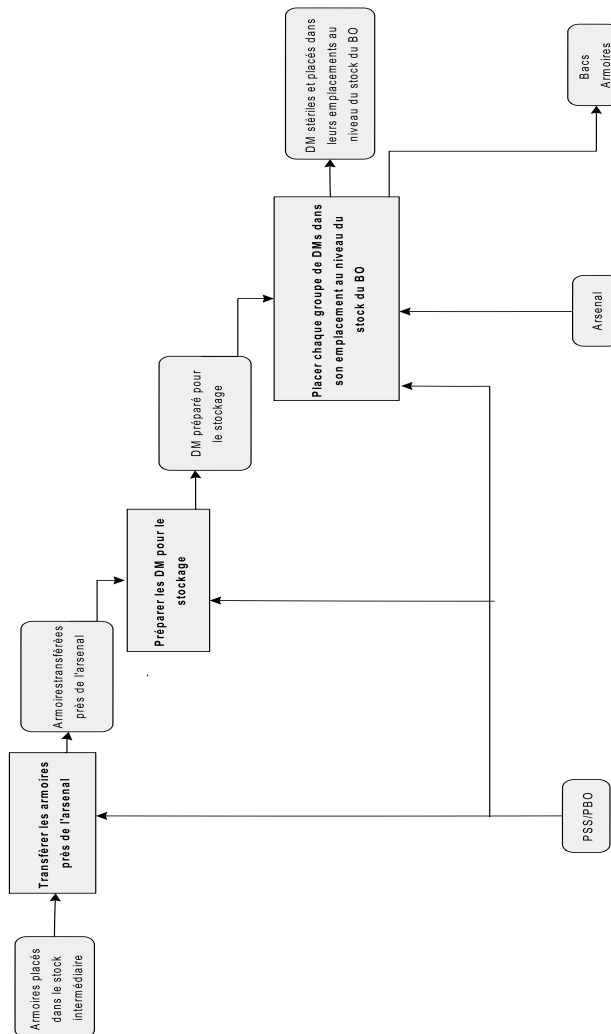 Armoires placés
dans le stock
intermédiaire
Transfèrer les armoires
près de l'arsenal
Armoirestransfèrées
près de l'arsenal
Préparer les DM pour le
stockage
DM préparé pour
le stockage
Placer chaque groupe de DMs dans
son emplacement au niveau du
stock du BO
DM stériles et placés dans
leurs emplacements au
niveau du stock du BO
PSS/PBO
Arsenal
Bacs
Armoires